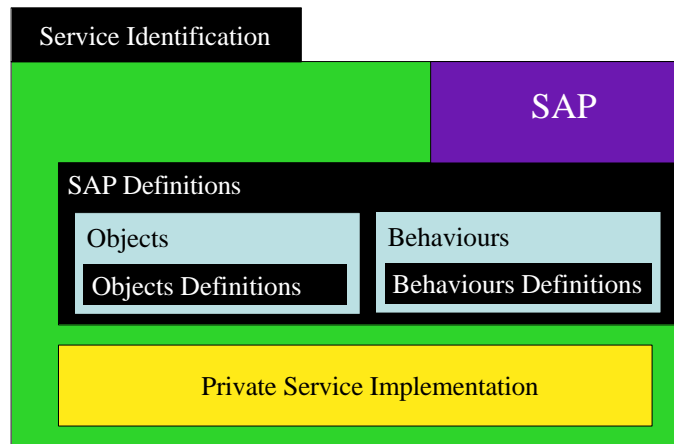 Service Identification
SAP
SAP Definitions
Objects
Behaviours
Objects Definitions
Behaviours Definitions
Private Service Implementation